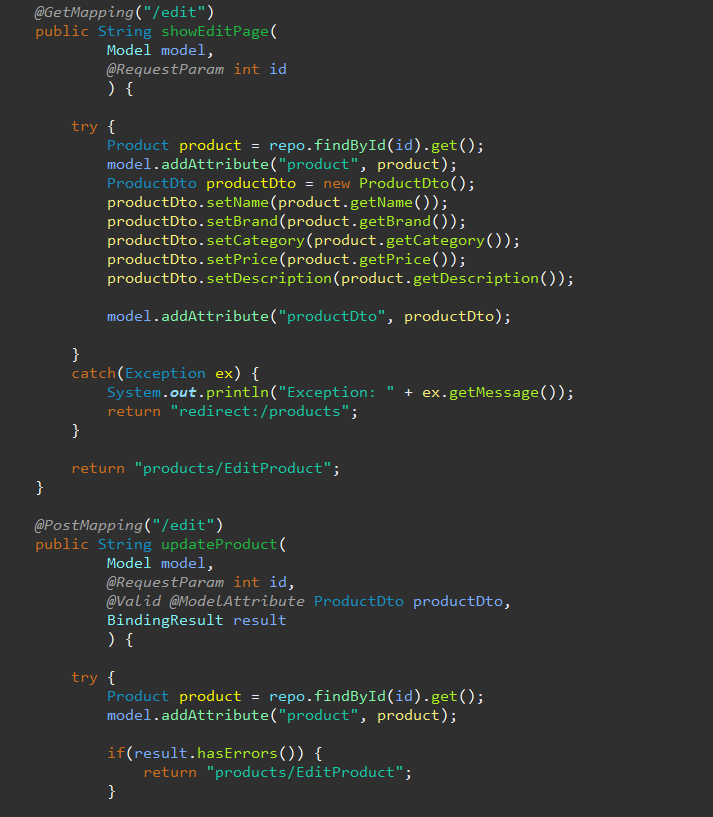 @GetMapping("/edit")
public String showEditPage(
Model model,
@RequestParam int id
) {
try {
Product product = repo.findById(id).get();
model.addAttribute("product", product);
ProductDto productDto = new ProductDto();
productDto.setName(product.getName());
productDto.setBrand(product.getBrand());
productDto.setCategory(product.getCategory());
productDto.setPrice(product.getPrice());
productDto.setDescription(product.getDescription());
model.addAttribute("productDto", productDto);
}
catch(Exception ex) {
System.out.println("Exception: " + ex.getMessage());
return "redirect:/products";
}
return "products/EditProduct";
}
@PostMapping("/edit")
public String updateProduct(
Model model,
@RequestParam int id,
@Valid @ModelAttribute ProductDto productDto,
BindingResult result
) {
try {
Product product = repo.findById(id).get();
model.addAttribute("product", product);
if(result.hasErrors()) {
return "products/EditProduct";
}